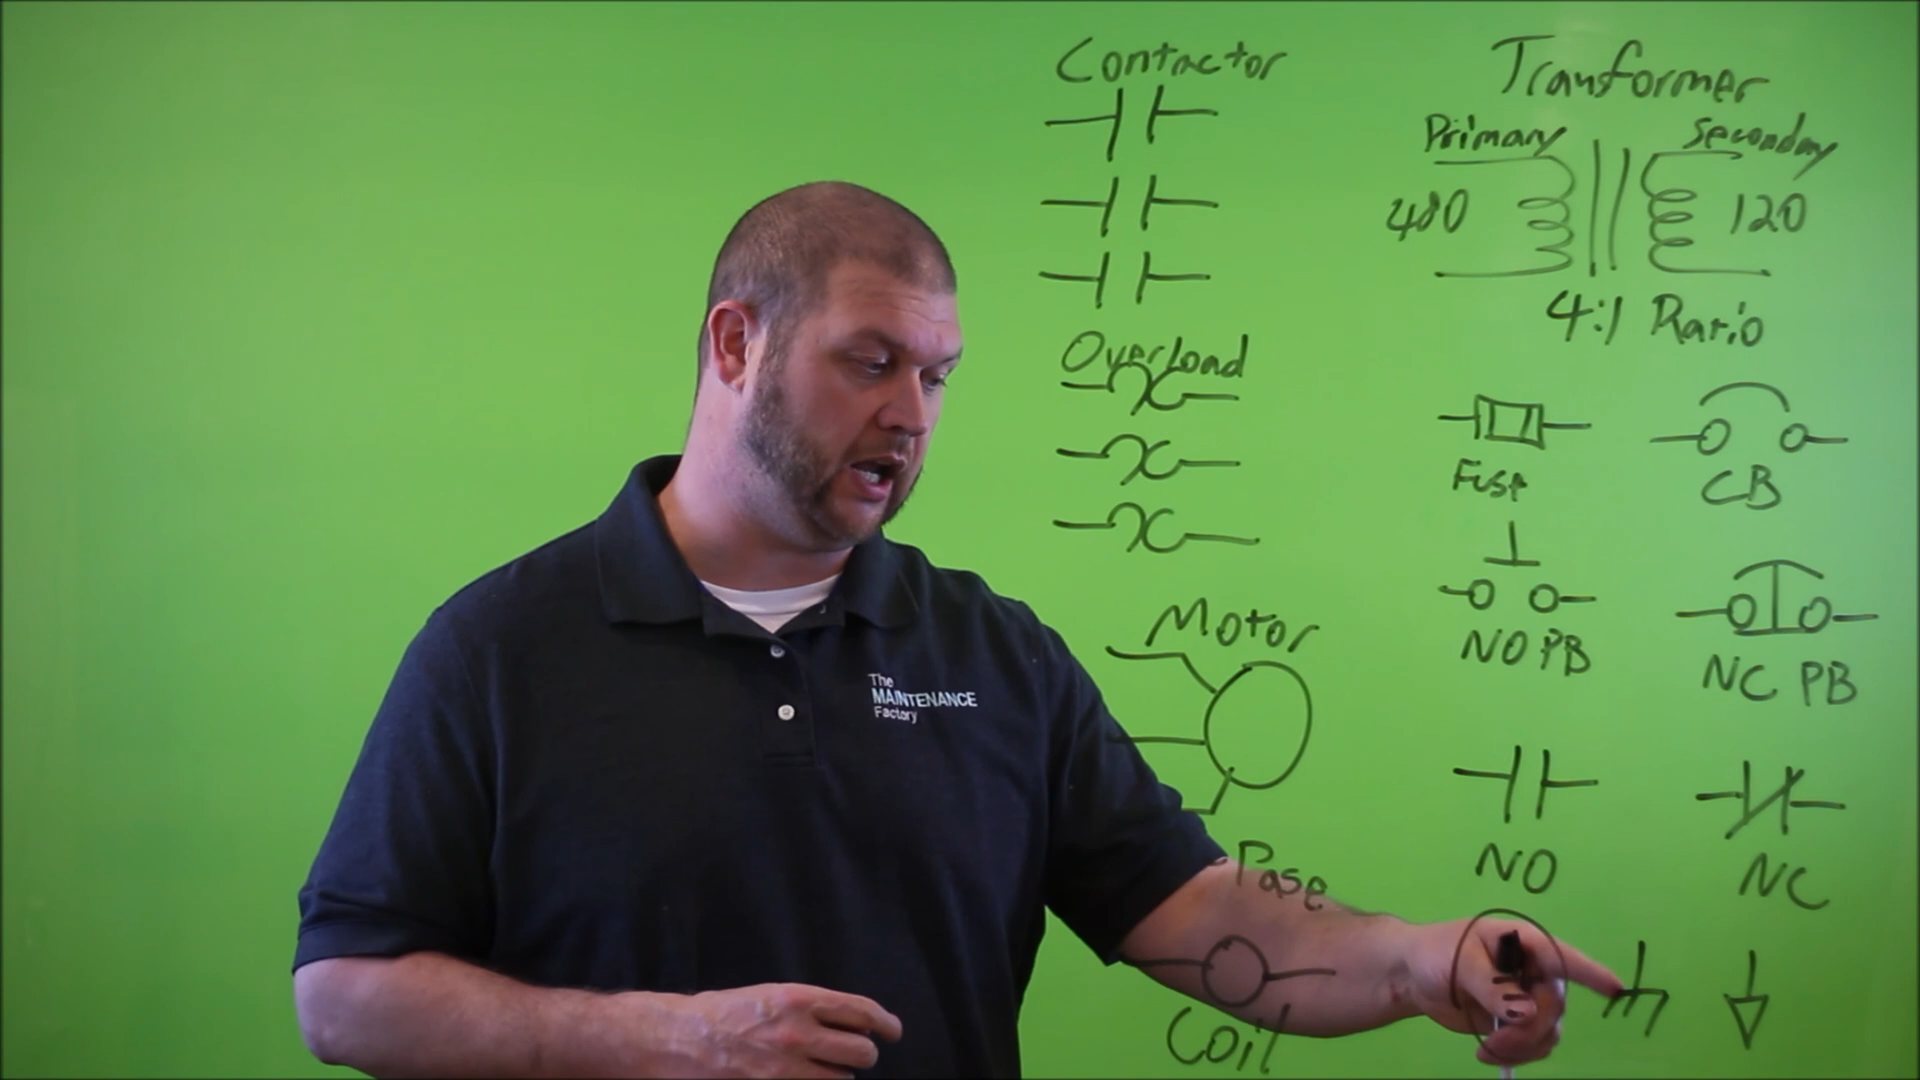 Contactor
Overload
Motor
Coil
Transformer
Primary
Secondary
480
120
4:1 Ratio
Fuse
CB
NO PB
NC PB
NO
NC
The
MAINTENANCE
Factory